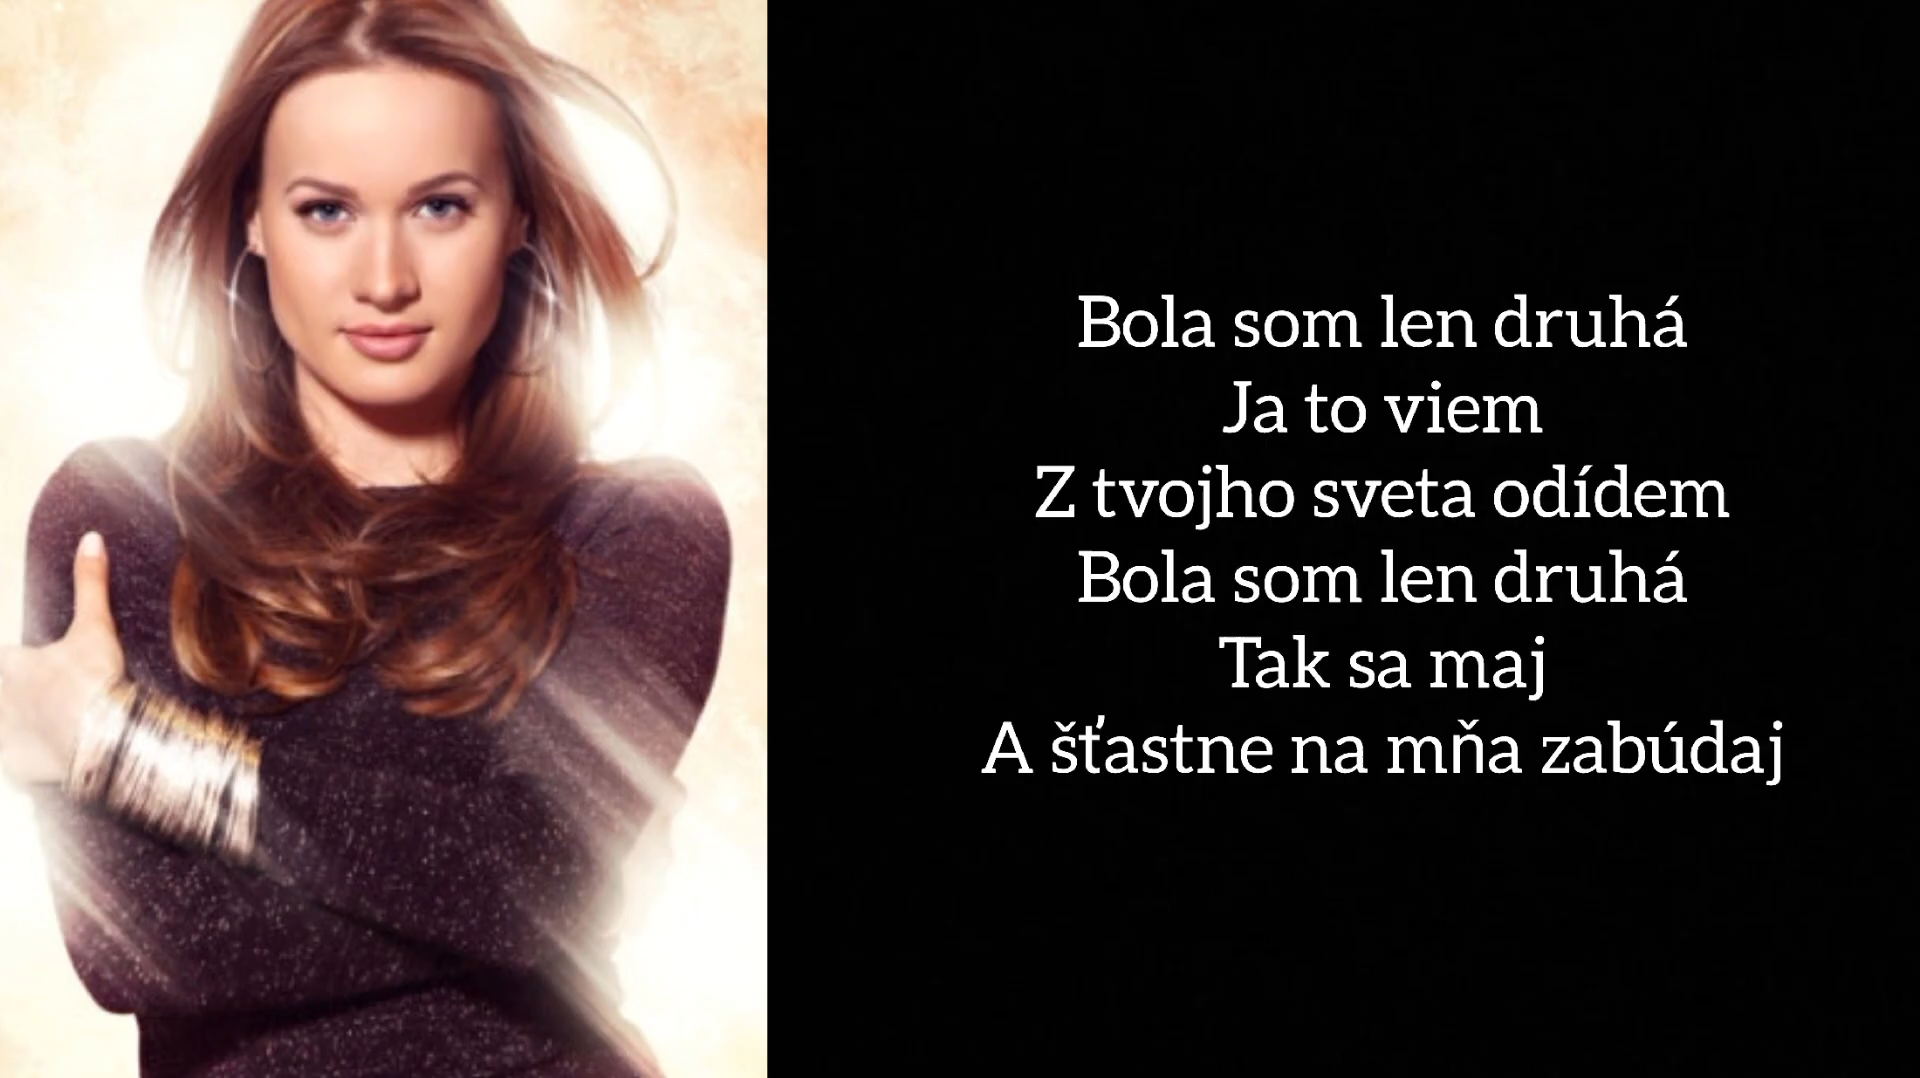 Bola som len druhá
Ja to viem
Z tvojho sveta odídem
Bola som len druhá
Tak sa maj
A šťastne na mňa zabúdaj